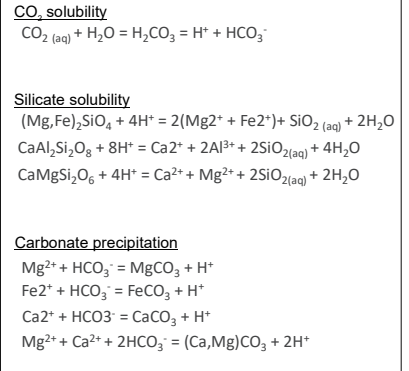 CO₂ solubility
CO₂ ₍ₐq₎ + H₂O = H₂CO₃ = H⁺ + HCO₃⁻
Silicate solubility
(Mg,Fe)₂SiO₄ + 4H⁺ = 2(Mg2⁺ + Fe2⁺)+ SiO₂ ₍ₐq₎ + 2H₂O
CaAl₂Si₂O₈ + 8H⁺ = Ca2⁺ + 2Al³⁺ + 2SiO₂₍ₐq₎ + 4H₂O
CaMgSi₂O₆ + 4H⁺ = Ca²⁺ + Mg²⁺ + 2SiO₂₍ₐq₎ + 2H₂O
Carbonate precipitation
Mg²⁺ + HCO₃⁻ = MgCO₃ + H⁺
Fe2⁺ + HCO₃⁻ = FeCO₃ + H⁺
Ca2⁺ + HCO3⁻ = CaCO₃ + H⁺
Mg²⁺ + Ca²⁺ + 2HCO₃⁻ = (Ca,Mg)CO₃ + 2H⁺